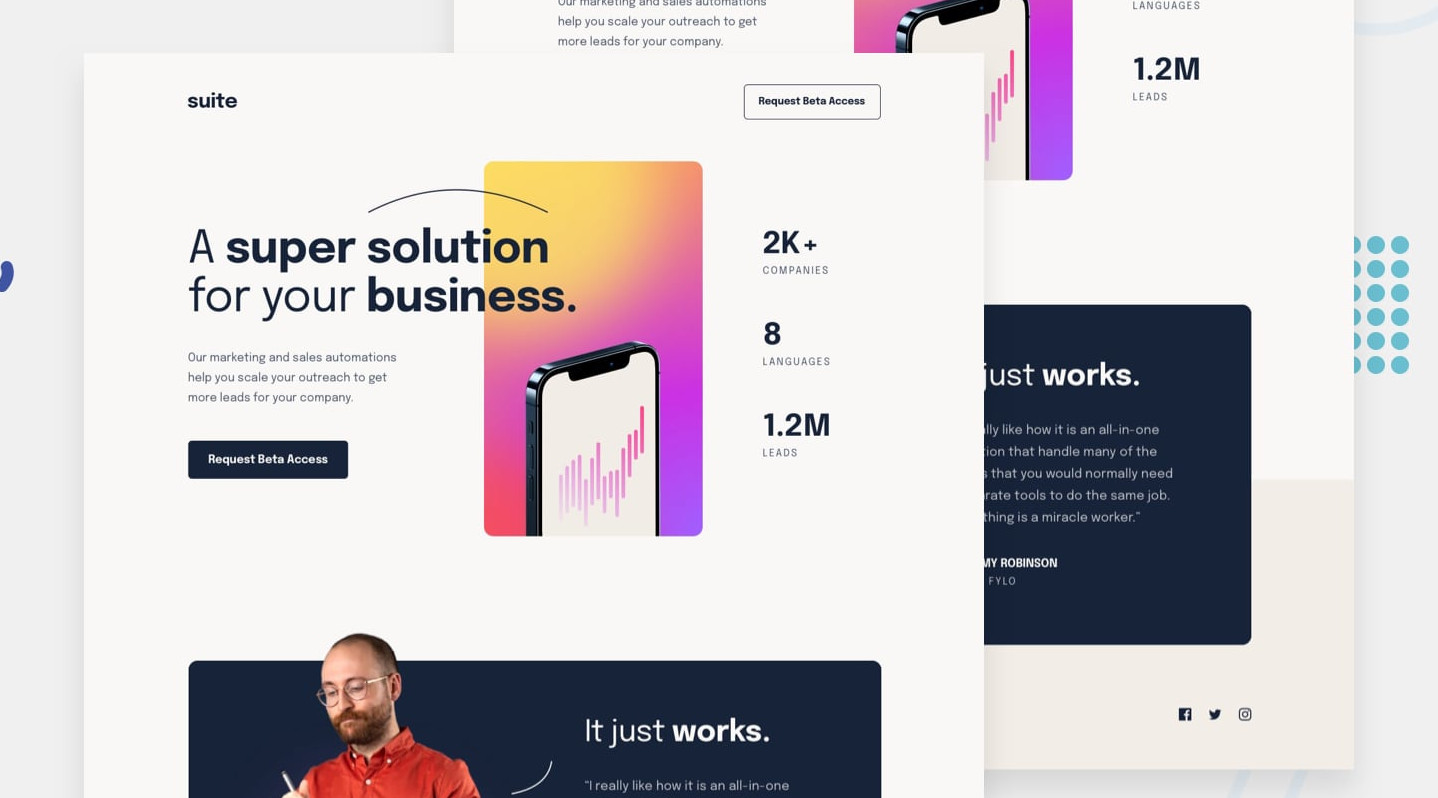 Our marketing and sales automations
help you scale your outreach to get
more leads for your company.
LANGUAGES
1.2M
LEADS
suite
Request Beta Access
A super solution
for your business.
Our marketing and sales automations
help you scale your outreach to get
more leads for your company.
Request Beta Access
2K+
COMPANIES
8
LANGUAGES
1.2M
LEADS
It just works.
“I really like how it is an all-in-one
just works.
like how it is an all-in-one
that handle many of the
that you would normally need
tools to do the same job.
thing is a miracle worker.”
ROBINSON
FYLO